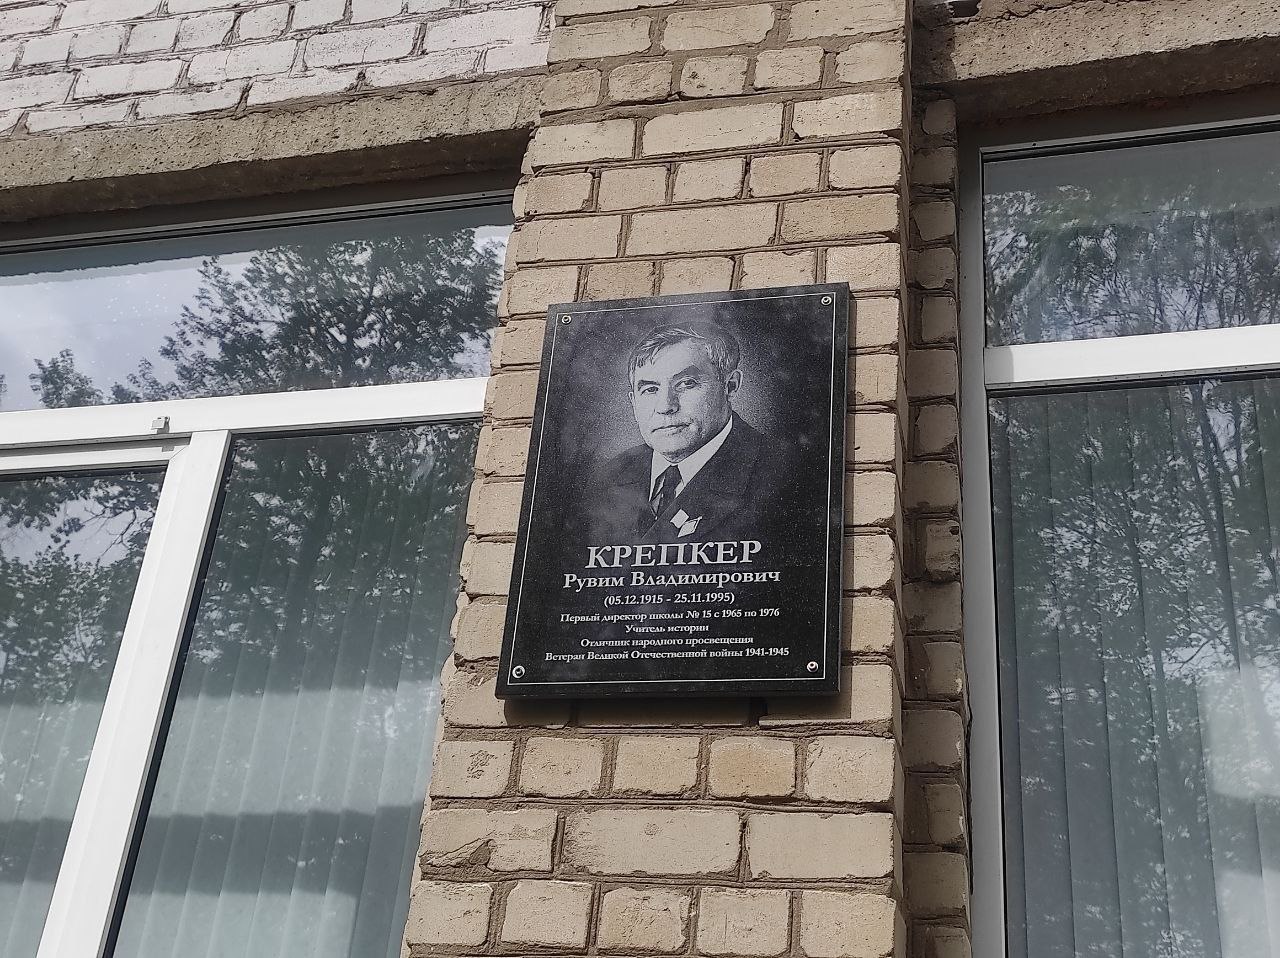 КРЕПКЕР
Рувим Владимирович
(05.12.1915 - 25.11.1995)
Первый директор школы № 15 с 1965 по 1976
Учитель истории
Отличник народного просвещения
Ветеран Великой Отечественной войны 1941-1945